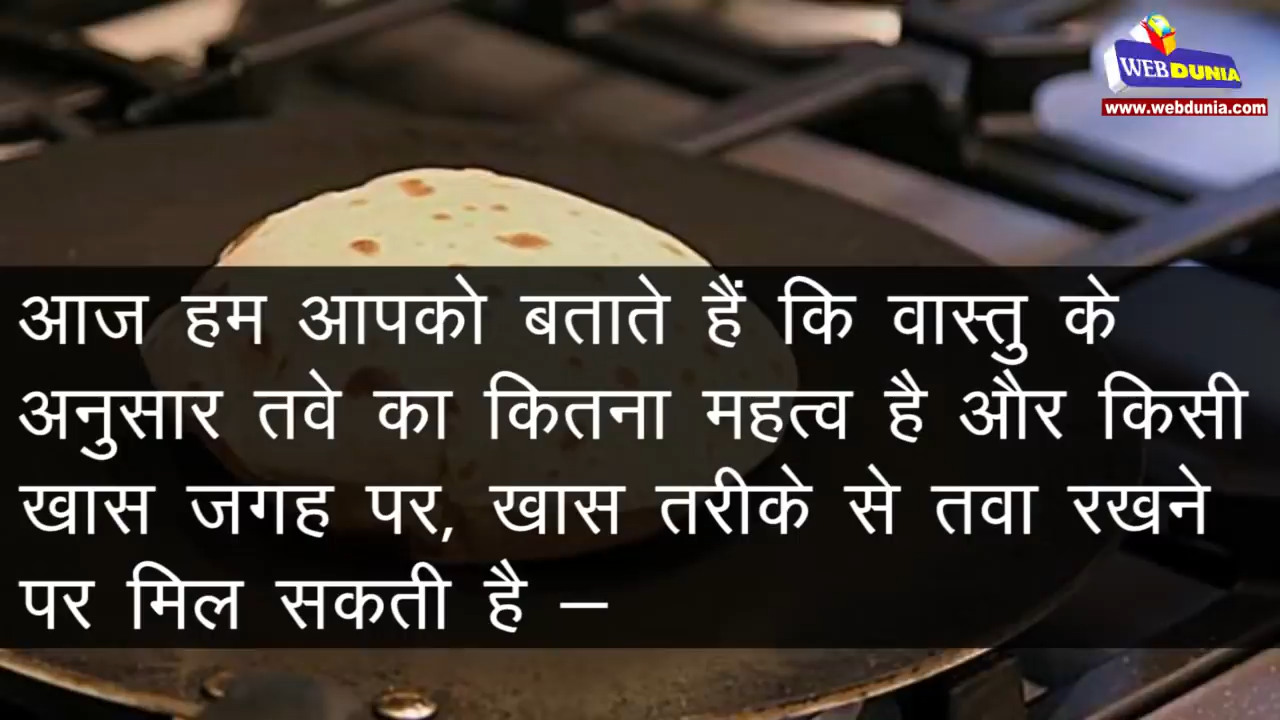 WEBDUNIA
www.webdunia.com
आज हम आपको बताते हैं कि वास्तु के
अनुसार तवे का कितना महत्व है और किसी
खास जगह पर, खास तरीके से तवा रखने
पर मिल सकती है –